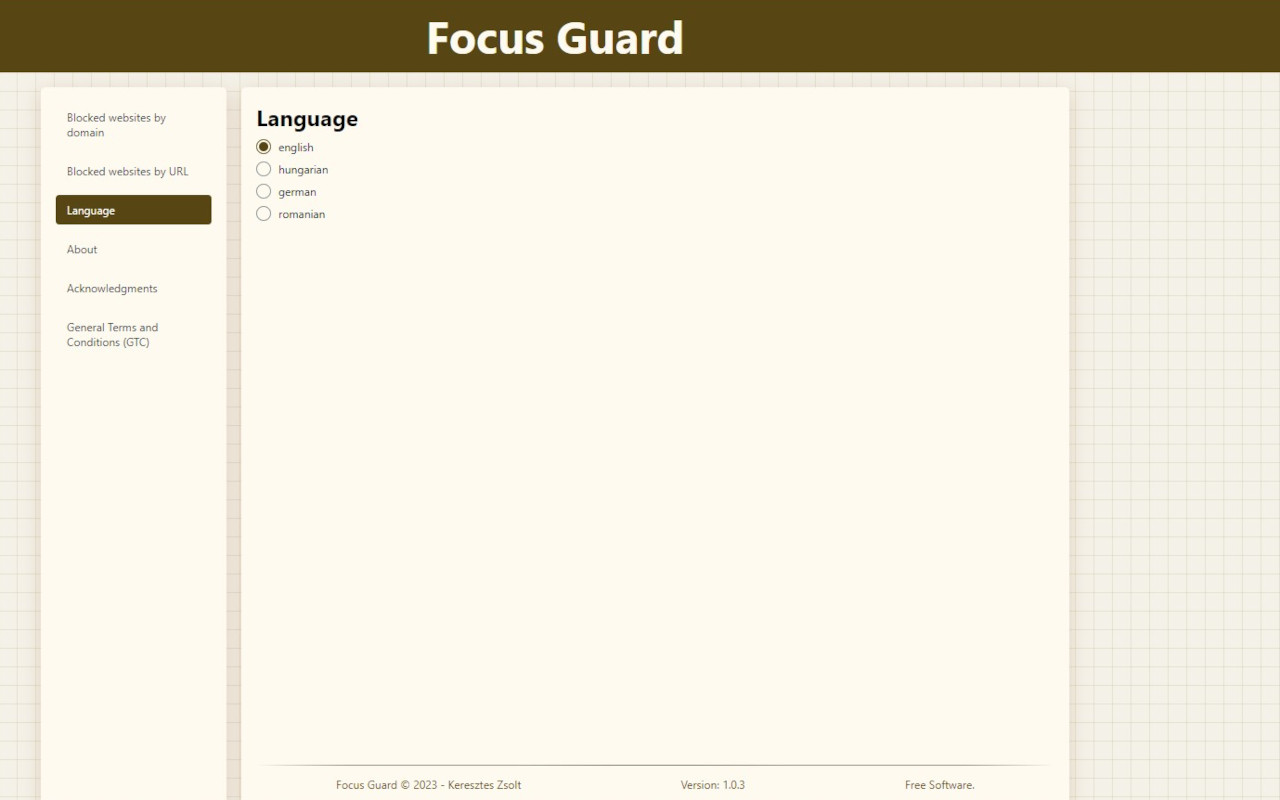 Focus Guard
Blocked websites by
domain
Blocked websites by URL
Language
About
Acknowledgments
General Terms and
Conditions (GTC)
Language
english
hungarian
german
romanian
Focus Guard © 2023 - Keresztes Zsolt
Version: 1.0.3
Free Software.